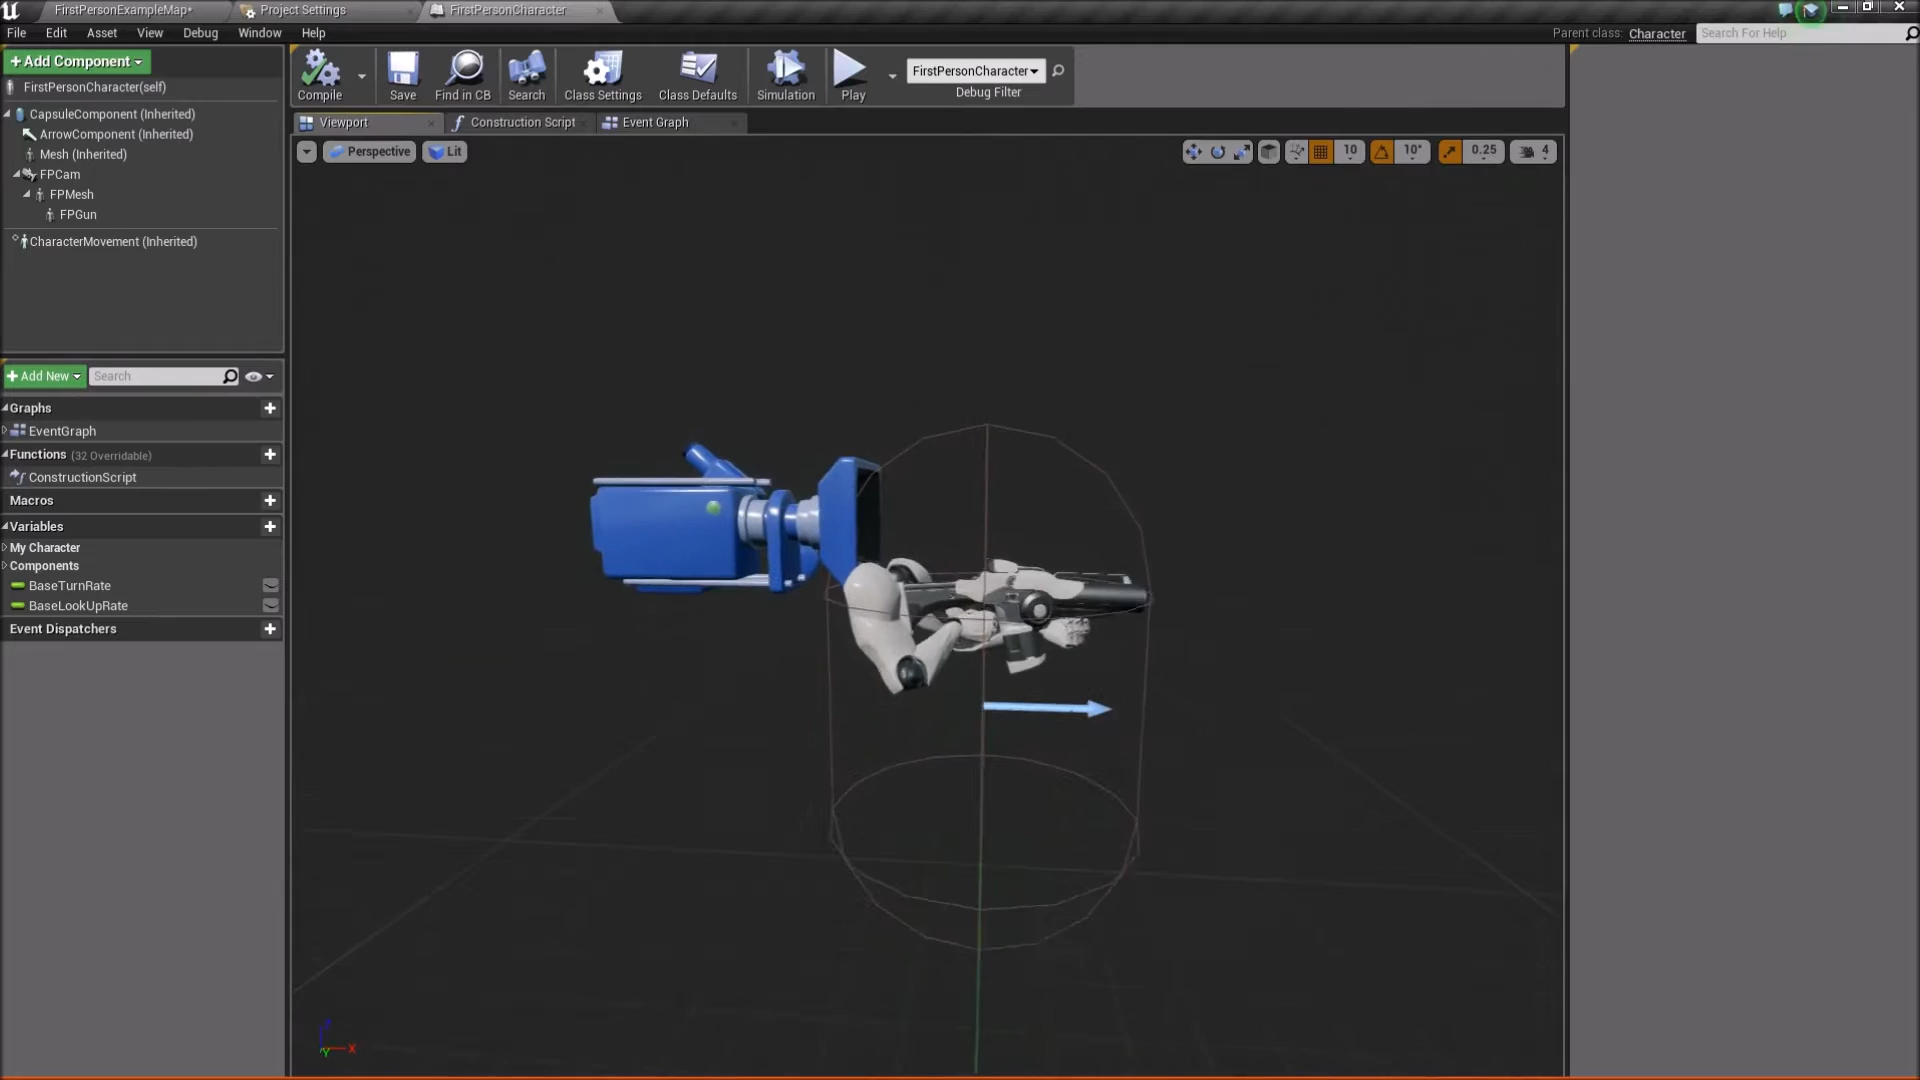 FirstPersonExampleMap*
Project Settings
FirstPersonCharacter
File Edit Asset View Debug Window Help
Parent class: Character
Search For Help
+Add Component
FirstPersonCharacter(self)
CapsuleComponent (Inherited)
ArrowComponent (Inherited)
Mesh (Inherited)
FPCam
FPMesh
FPGun
CharacterMovement (Inherited)
Compile
Save
Find in CB
Search
Class Settings
Class Defaults
Simulation
Play
FirstPersonCharacter
Debug Filter
Viewport
Construction Script
Event Graph
Perspective
Lit
10
10°
0.25
4
+Add New
Search
Graphs
EventGraph
Functions (32 Overridable)
ConstructionScript
Macros
Variables
My Character
Components
BaseTurnRate
BaseLookUpRate
Event Dispatchers
Z
Y X